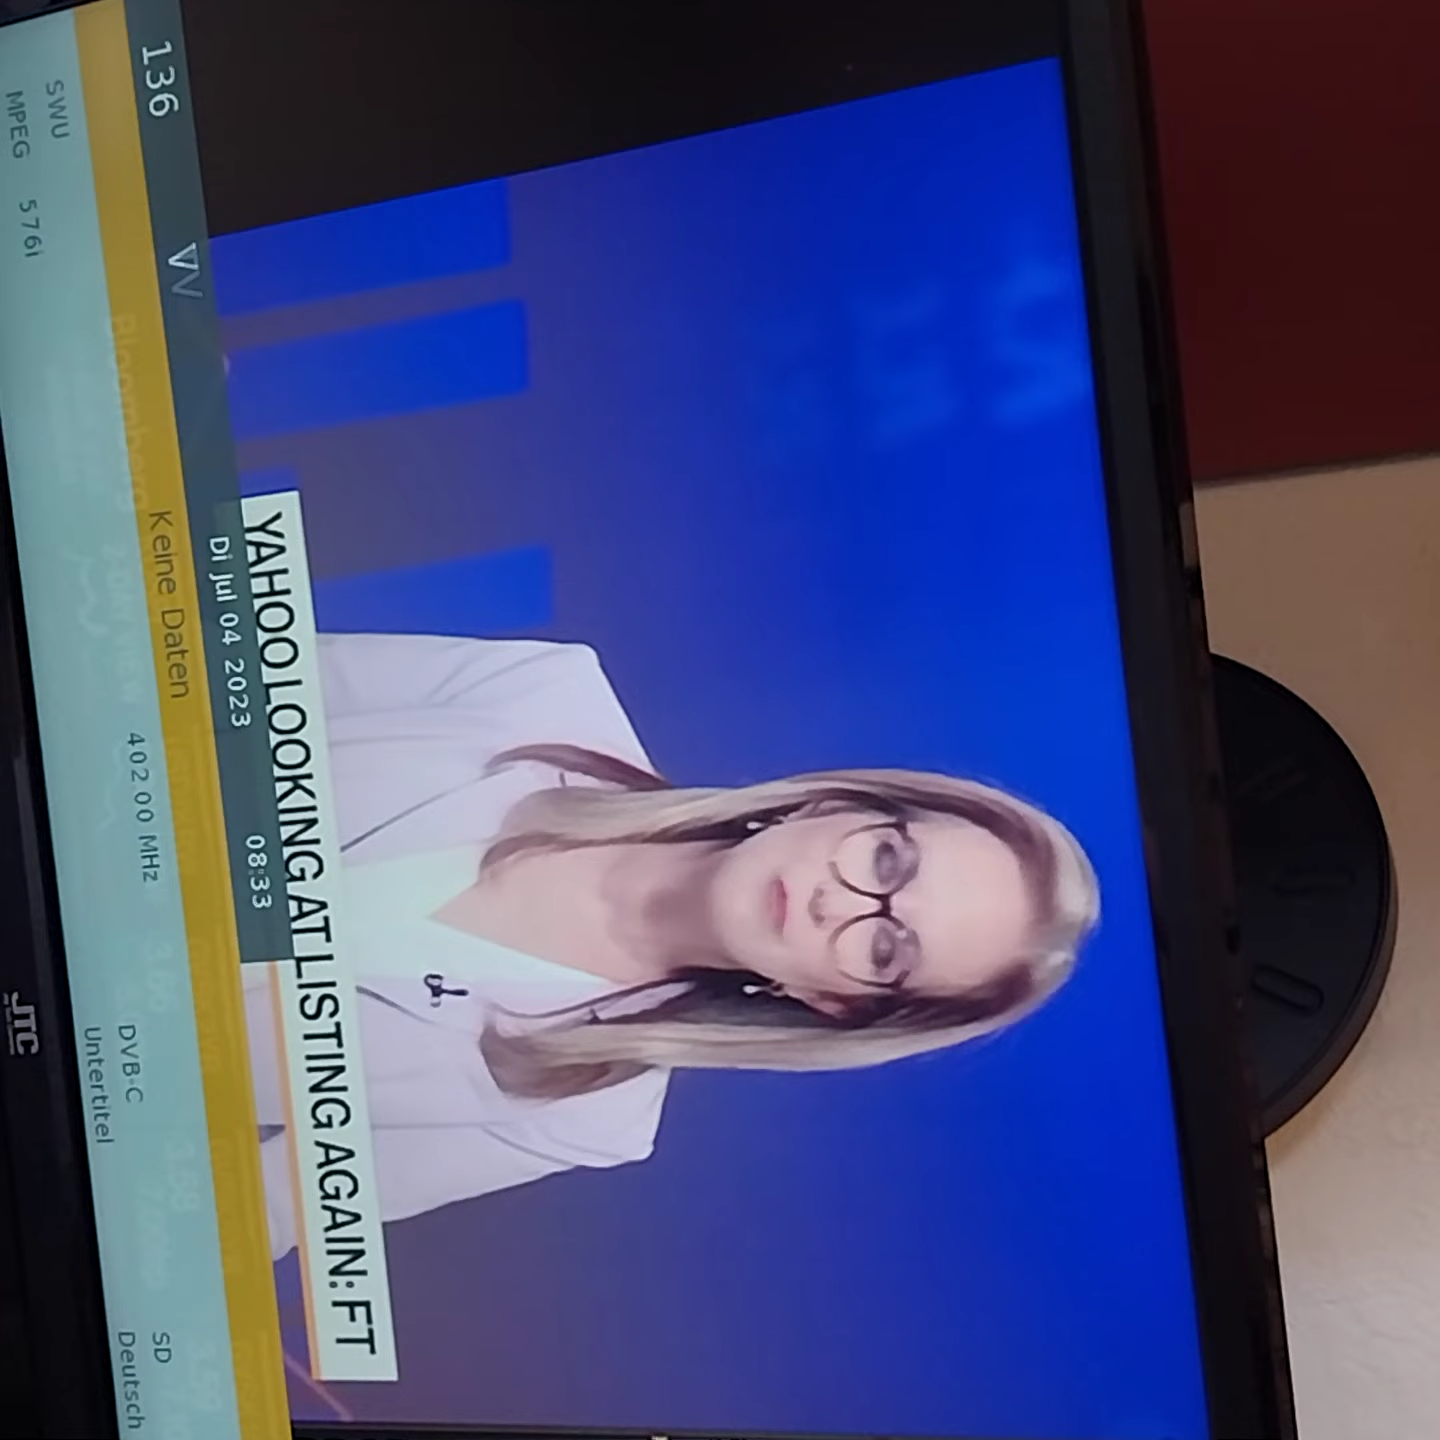 YAHOO LOOKING AT LISTING AGAIN: FT
136
Di Jul 04 2023 08:33
Keine Daten
Bloomberg
SWU 402.00 MHz DVB-C SD
MPEG 576i Untertitel Deutsch
JTC